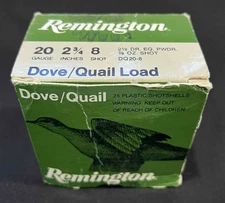 Remington
20 2¾ 8
GAUGE INCHES SHOT
2½ DR. EQ. PWDR.
⅞ OZ. SHOT
DQ20-8
Dove/Quail Load
Dove/Quail
25 PLASTIC SHOTSHELLS
WARNING: KEEP OUT
OF REACH OF CHILDREN
Remington